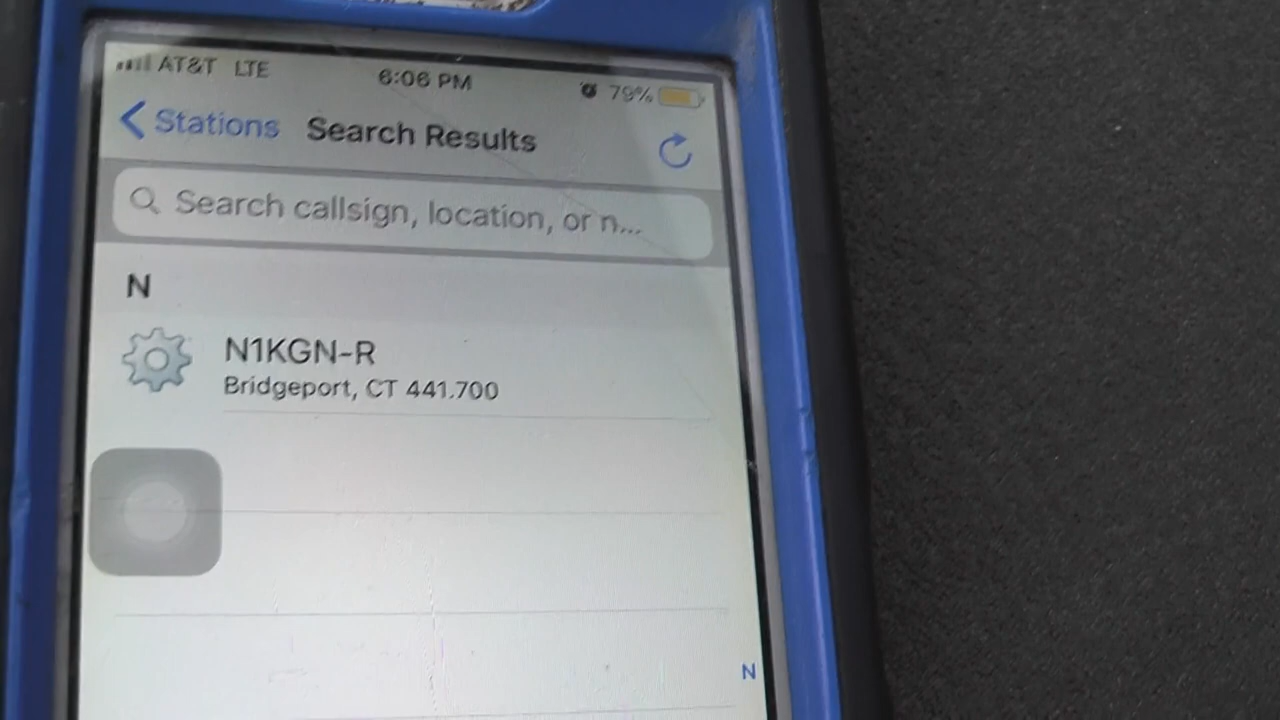 AT&T LTE 6:06 PM 79%
Stations Search Results
Search callsign, location, or n...
N
N1KGN-R
Bridgeport, CT 441.700
N